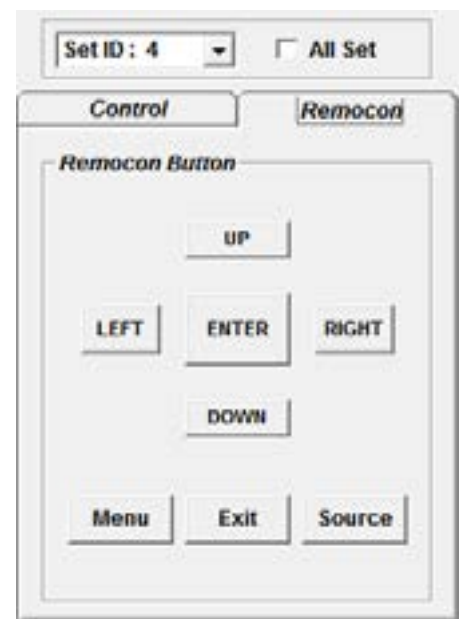 Set ID : 4 All Set
Control Remocon
Remocon Button
UP
LEFT ENTER RIGHT
DOWN
Menu Exit Source